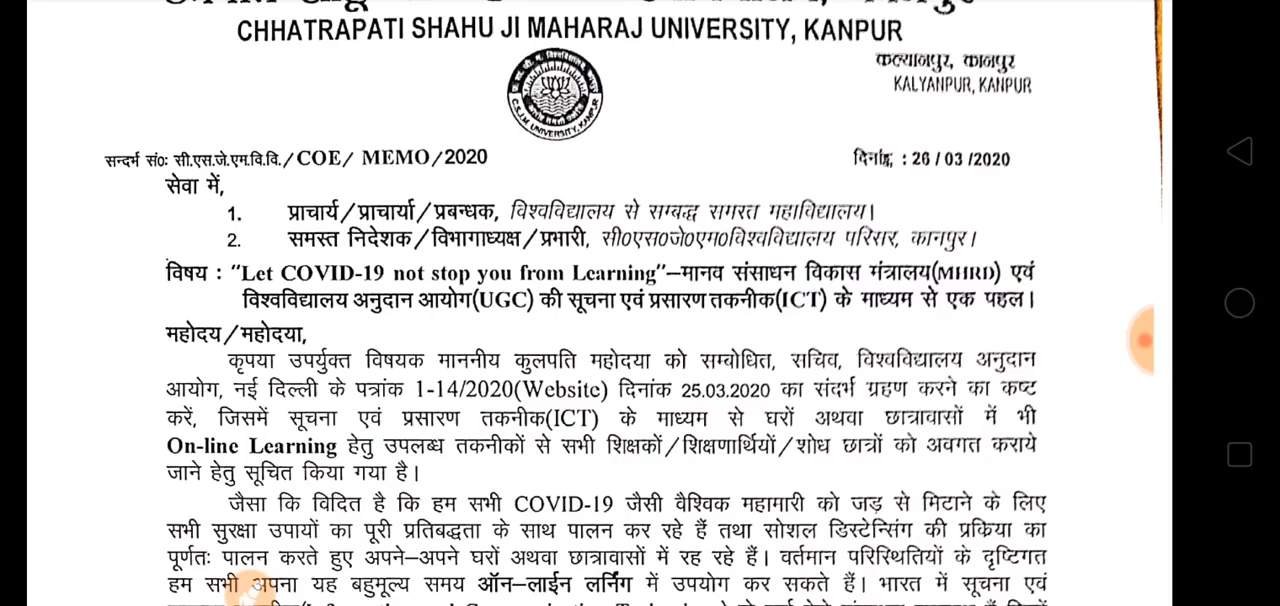 CHHATRAPATI SHAHU JI MAHARAJ UNIVERSITY, KANPUR
कल्यानपुर, कानपुर
KALYANPUR, KANPUR
C.S.J.M. UNIVERSITY, KANPUR
सन्दर्भ सं0: सी.एस.जे.एम.वि.वि./COE/ MEMO/2020
दिनांक : 26/03/2020
सेवा में,
1. प्राचार्य/प्राचार्या/प्रबन्धक, विश्वविद्यालय से सम्बद्ध समस्त महाविद्यालय।
2. समस्त निदेशक/विभागाध्यक्ष/प्रभारी, सी0एस0जे0एम0विश्वविद्यालय परिसर, कानपुर।
विषय : "Let COVID-19 not stop you from Learning"–मानव संसाधन विकास मंत्रालय(MHRD) एवं
विश्वविद्यालय अनुदान आयोग(UGC) की सूचना एवं प्रसारण तकनीक(ICT) के माध्यम से एक पहल।
महोदय/महोदया,
कृपया उपर्युक्त विषयक माननीय कुलपति महोदया को सम्बोधित, सचिव, विश्वविद्यालय अनुदान
आयोग, नई दिल्ली के पत्रांक 1-14/2020(Website) दिनांक 25.03.2020 का संदर्भ ग्रहण करने का कष्ट
करें, जिसमें सूचना एवं प्रसारण तकनीक(ICT) के माध्यम से घरों अथवा छात्रावासों में भी
On-line Learning हेतु उपलब्ध तकनीकों से सभी शिक्षकों/शिक्षणार्थियों/शोध छात्रों को अवगत कराये
जाने हेतु सूचित किया गया है।
जैसा कि विदित है कि हम सभी COVID-19 जैसी वैश्विक महामारी को जड़ से मिटाने के लिए
सभी सुरक्षा उपायों का पूरी प्रतिबद्धता के साथ पालन कर रहे हैं तथा सोशल डिस्टेन्सिंग की प्रक्रिया का
पूर्णतः पालन करते हुए अपने–अपने घरों अथवा छात्रावासों में रह रहे हैं। वर्तमान परिस्थितियों के दृष्टिगत
हम सभी अपना यह बहुमूल्य समय ऑन–लाईन लर्निंग में उपयोग कर सकते हैं। भारत में सूचना एवं